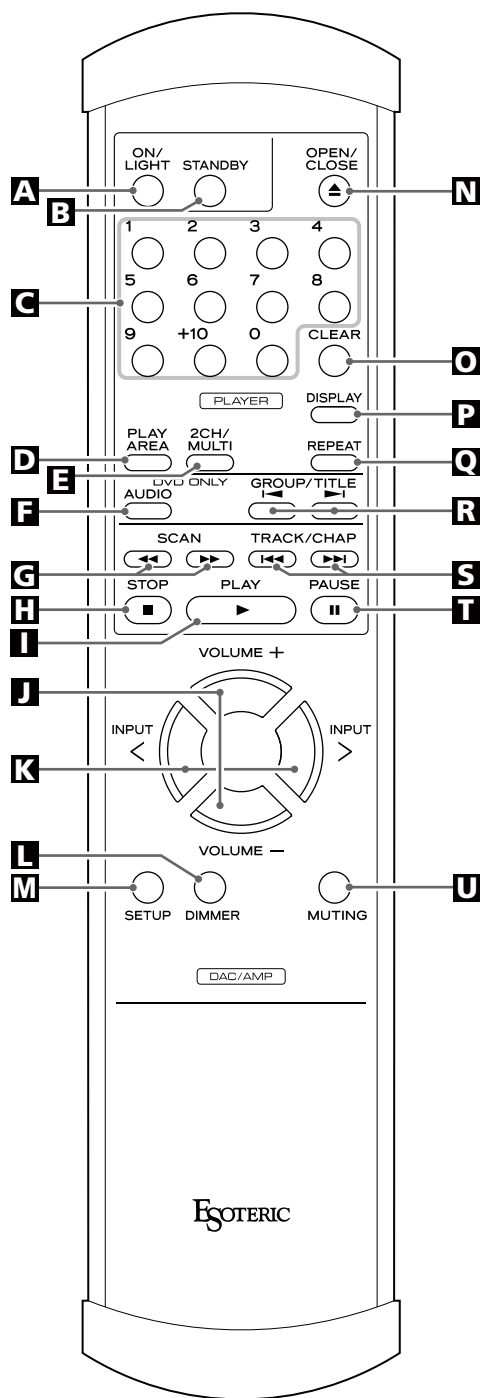 ON/
LIGHT
STANDBY
OPEN/
CLOSE
A
B
N
1 2 3 4
C
5 6 7 8
9 +10 0 CLEAR
O
PLAYER
DISPLAY
P
PLAY
AREA
2CH/
MULTI
REPEAT
D
E
Q
DVD ONLY
AUDIO
GROUP/TITLE
F
R
SCAN TRACK/CHAP
G
S
STOP PLAY PAUSE
H
T
I
VOLUME +
J
INPUT INPUT
< >
K
VOLUME −
L
M
U
SETUP DIMMER MUTING
DAC/AMP
ESOTERIC